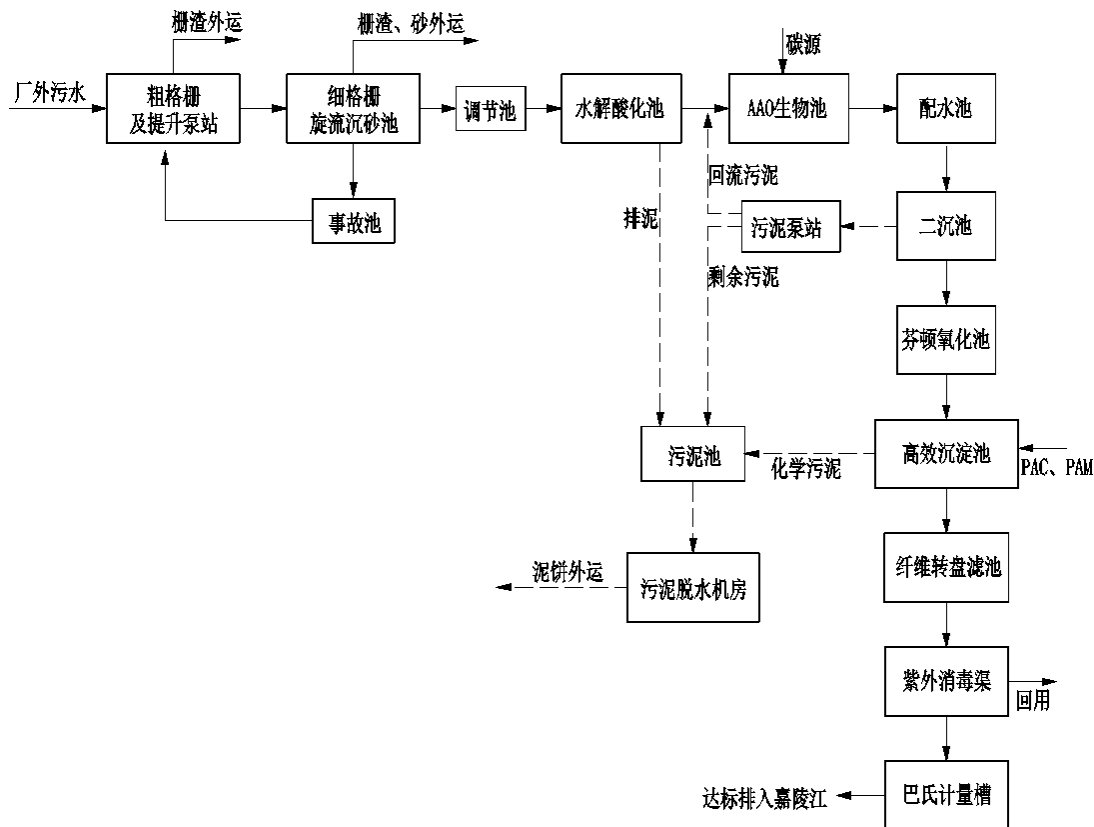 栅渣外运
栅渣、砂外运
碳源
厂外污水
粗格栅
及提升泵站
细格栅
旋流沉砂池
调节池
水解酸化池
AAO生物池
配水池
回流污泥
事故池
排泥
污泥泵站
二沉池
剩余污泥
芬顿氧化池
污泥池
化学污泥
高效沉淀池
PAC、PAM
泥饼外运
污泥脱水机房
纤维转盘滤池
紫外消毒渠
回用
达标排入嘉陵江
巴氏计量槽